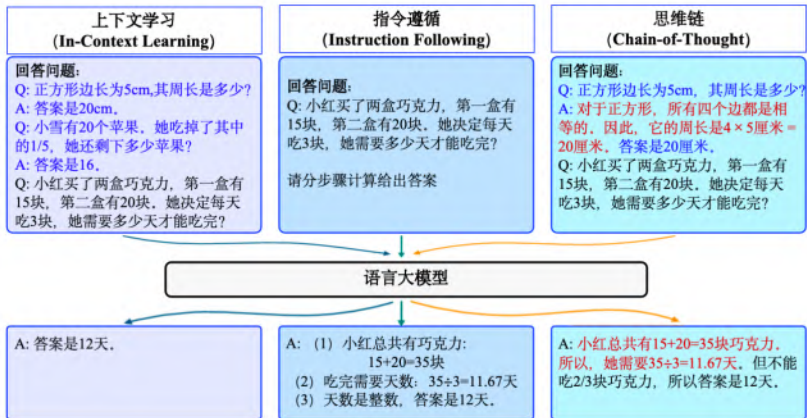 上下文学习
(In-Context Learning)
回答问题：
Q: 正方形边长为5cm,其周长是多少?
A: 答案是20cm．
Q: 小雪有20个苹果．她吃掉了其中
的1/5，她还剩下多少苹果?
A: 答案是16．
Q: 小红买了两盒巧克力，第一盒有
15块，第二盒有20块．她决定每天
吃3块，她需要多少天才能吃完?
指令遵循
(Instruction Following)
回答问题：
Q: 小红买了两盒巧克力，第一盒有
15块，第二盒有20块．她决定每天
吃3块，她需要多少天才能吃完?
请分步骤计算给出答案
思维链
(Chain-of-Thought)
回答问题：
Q: 正方形边长为5cm，其周长是多少?
A: 对于正方形，所有四个边都是相
等的．因此，它的周长是4 × 5厘米 =
20厘米．答案是20厘米．
Q: 小红买了两盒巧克力，第一盒有
15块，第二盒有20块．她决定每天
吃3块，她需要多少天才能吃完?
语言大模型
A: 答案是12天．
A: （1）小红总共有巧克力:
15+20=35块
（2）吃完需要天数：35÷3=11.67天
（3）天数是整数，答案是12天．
A: 小红总共有15+20=35块巧克力．
所以，她需要35÷3=11.67天．但不能
吃2/3块巧克力，所以答案是12天．